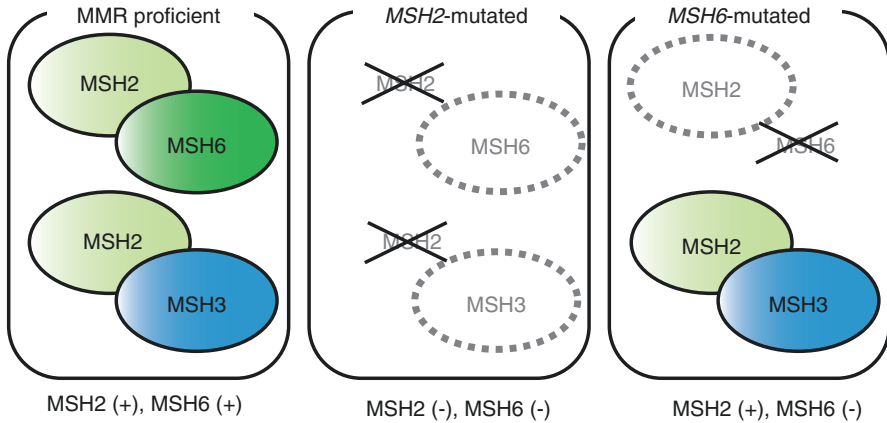 MMR proficient
MSH2
MSH6
MSH2
MSH3
MSH2 (+), MSH6 (+)
MSH2-mutated
MSH2
MSH6
MSH2
MSH3
MSH2 (-), MSH6 (-)
MSH6-mutated
MSH2
MSH6
MSH2
MSH3
MSH2 (+), MSH6 (-)